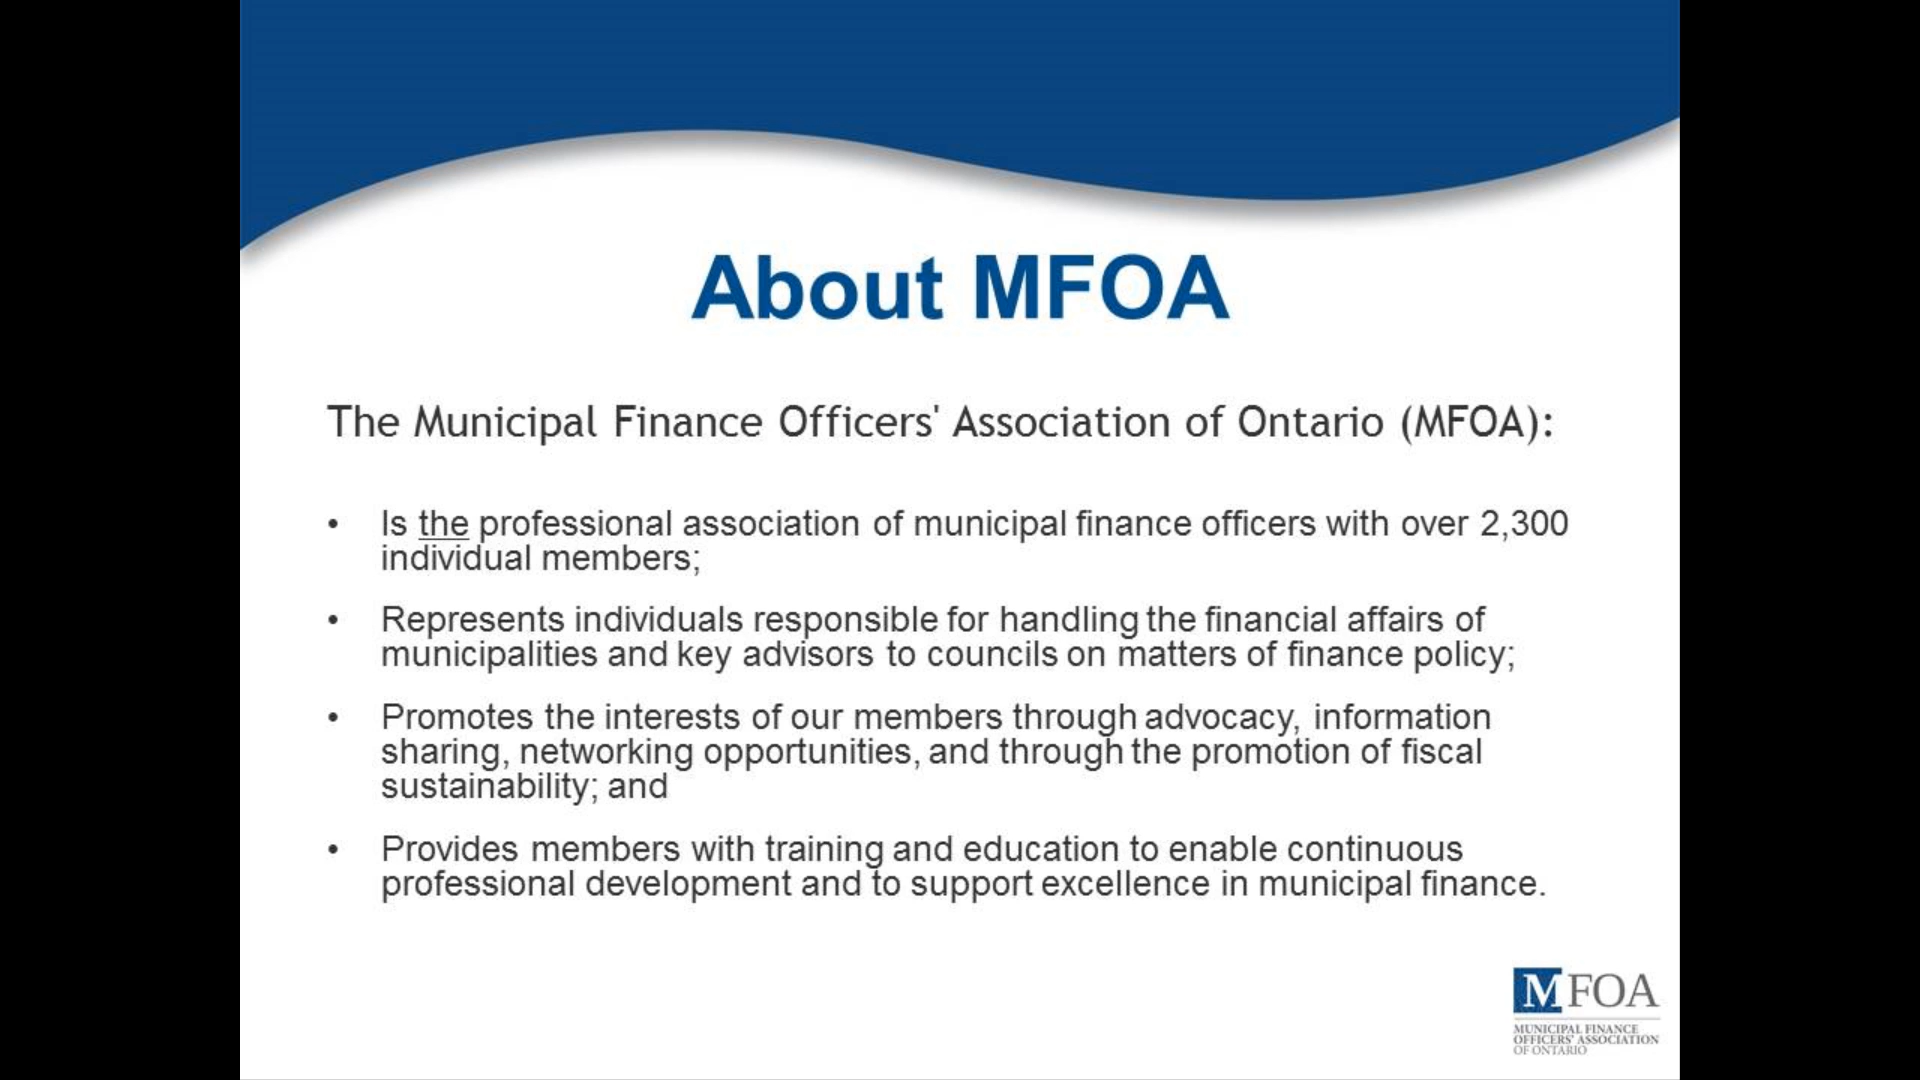 About MFOA
The Municipal Finance Officers' Association of Ontario (MFOA):
• Is the professional association of municipal finance officers with over 2,300
individual members;
• Represents individuals responsible for handling the financial affairs of
municipalities and key advisors to councils on matters of finance policy;
• Promotes the interests of our members through advocacy, information
sharing, networking opportunities, and through the promotion of fiscal
sustainability; and
• Provides members with training and education to enable continuous
professional development and to support excellence in municipal finance.
MFOA
MUNICIPAL FINANCE
OFFICERS' ASSOCIATION
OF ONTARIO